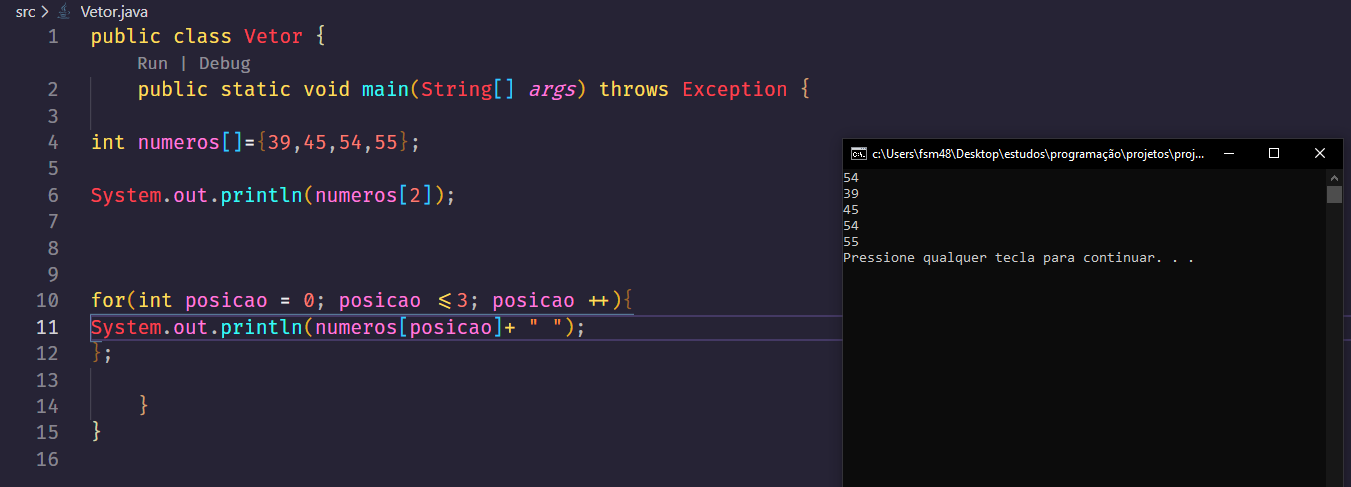 src > Vetor.java
1 public class Vetor {
Run | Debug
2 public static void main(String[] args) throws Exception {
3
4 int numeros[]={39,45,54,55};
5
6 System.out.println(numeros[2]);
7
8
9
10 for(int posicao = 0; posicao <=3; posicao ++){
11 System.out.println(numeros[posicao]+ " ");
12 };
13
14 }
15 }
16
c:\Users\fsm48\Desktop\estudos\programação\projetos\proj...
54
39
45
54
55
Pressione qualquer tecla para continuar. . .